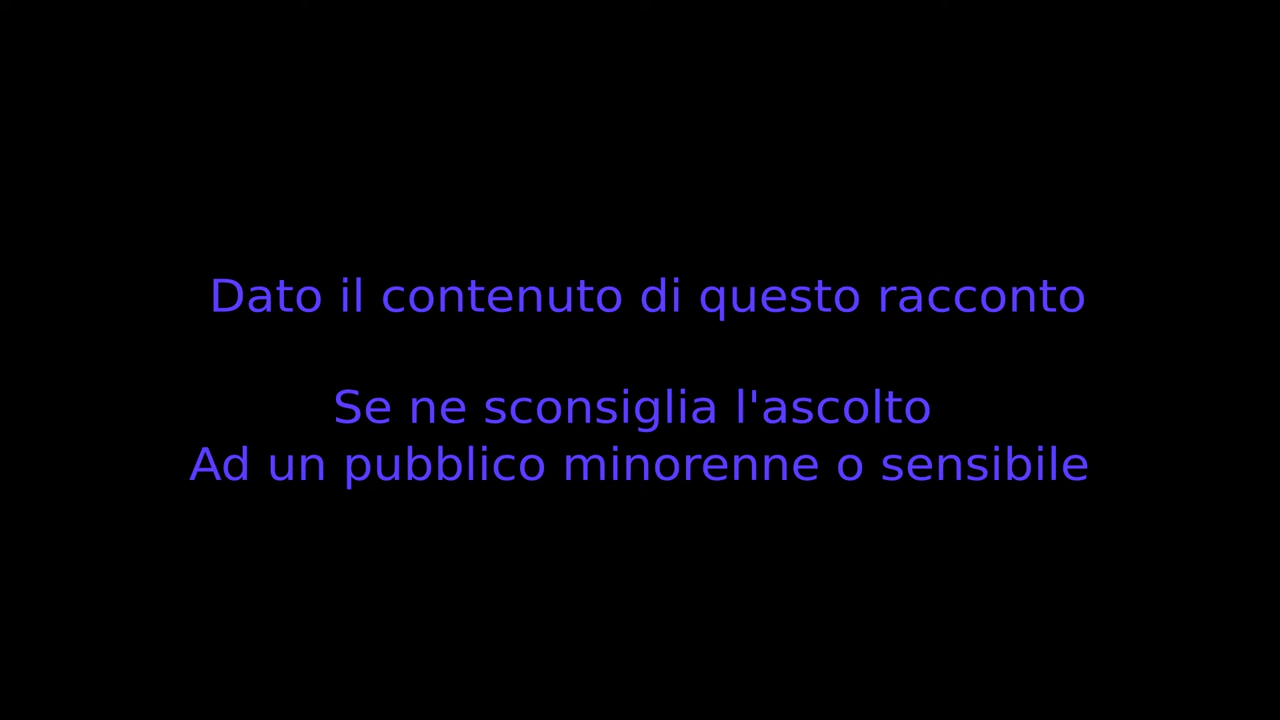 Dato il contenuto di questo racconto
Se ne sconsiglia l'ascolto
Ad un pubblico minorenne o sensibile